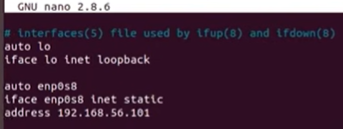 GNU nano 2.8.6
# interfaces(5) file used by ifup(8) and ifdown(8)
auto lo
iface lo inet loopback
auto enp0s8
iface enp0s8 inet static
address 192.168.56.101